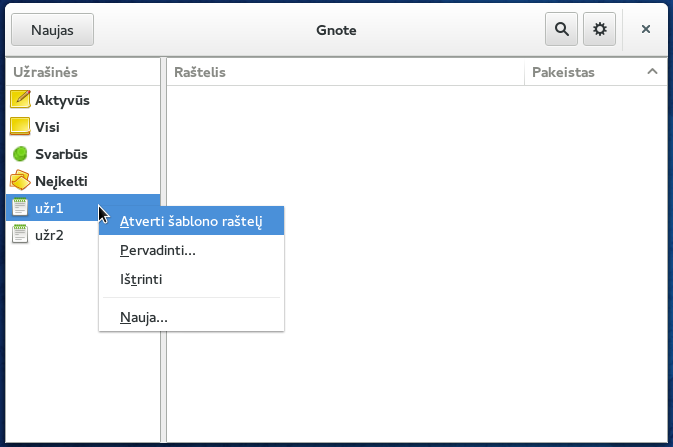 Naujas
Gnote
Užrašinės
Raštelis
Pakeistas
Aktyvūs
Visi
Svarbūs
Neįkelti
užr1
užr2
Atverti šablono raštelį
Pervadinti...
Ištrinti
Nauja...